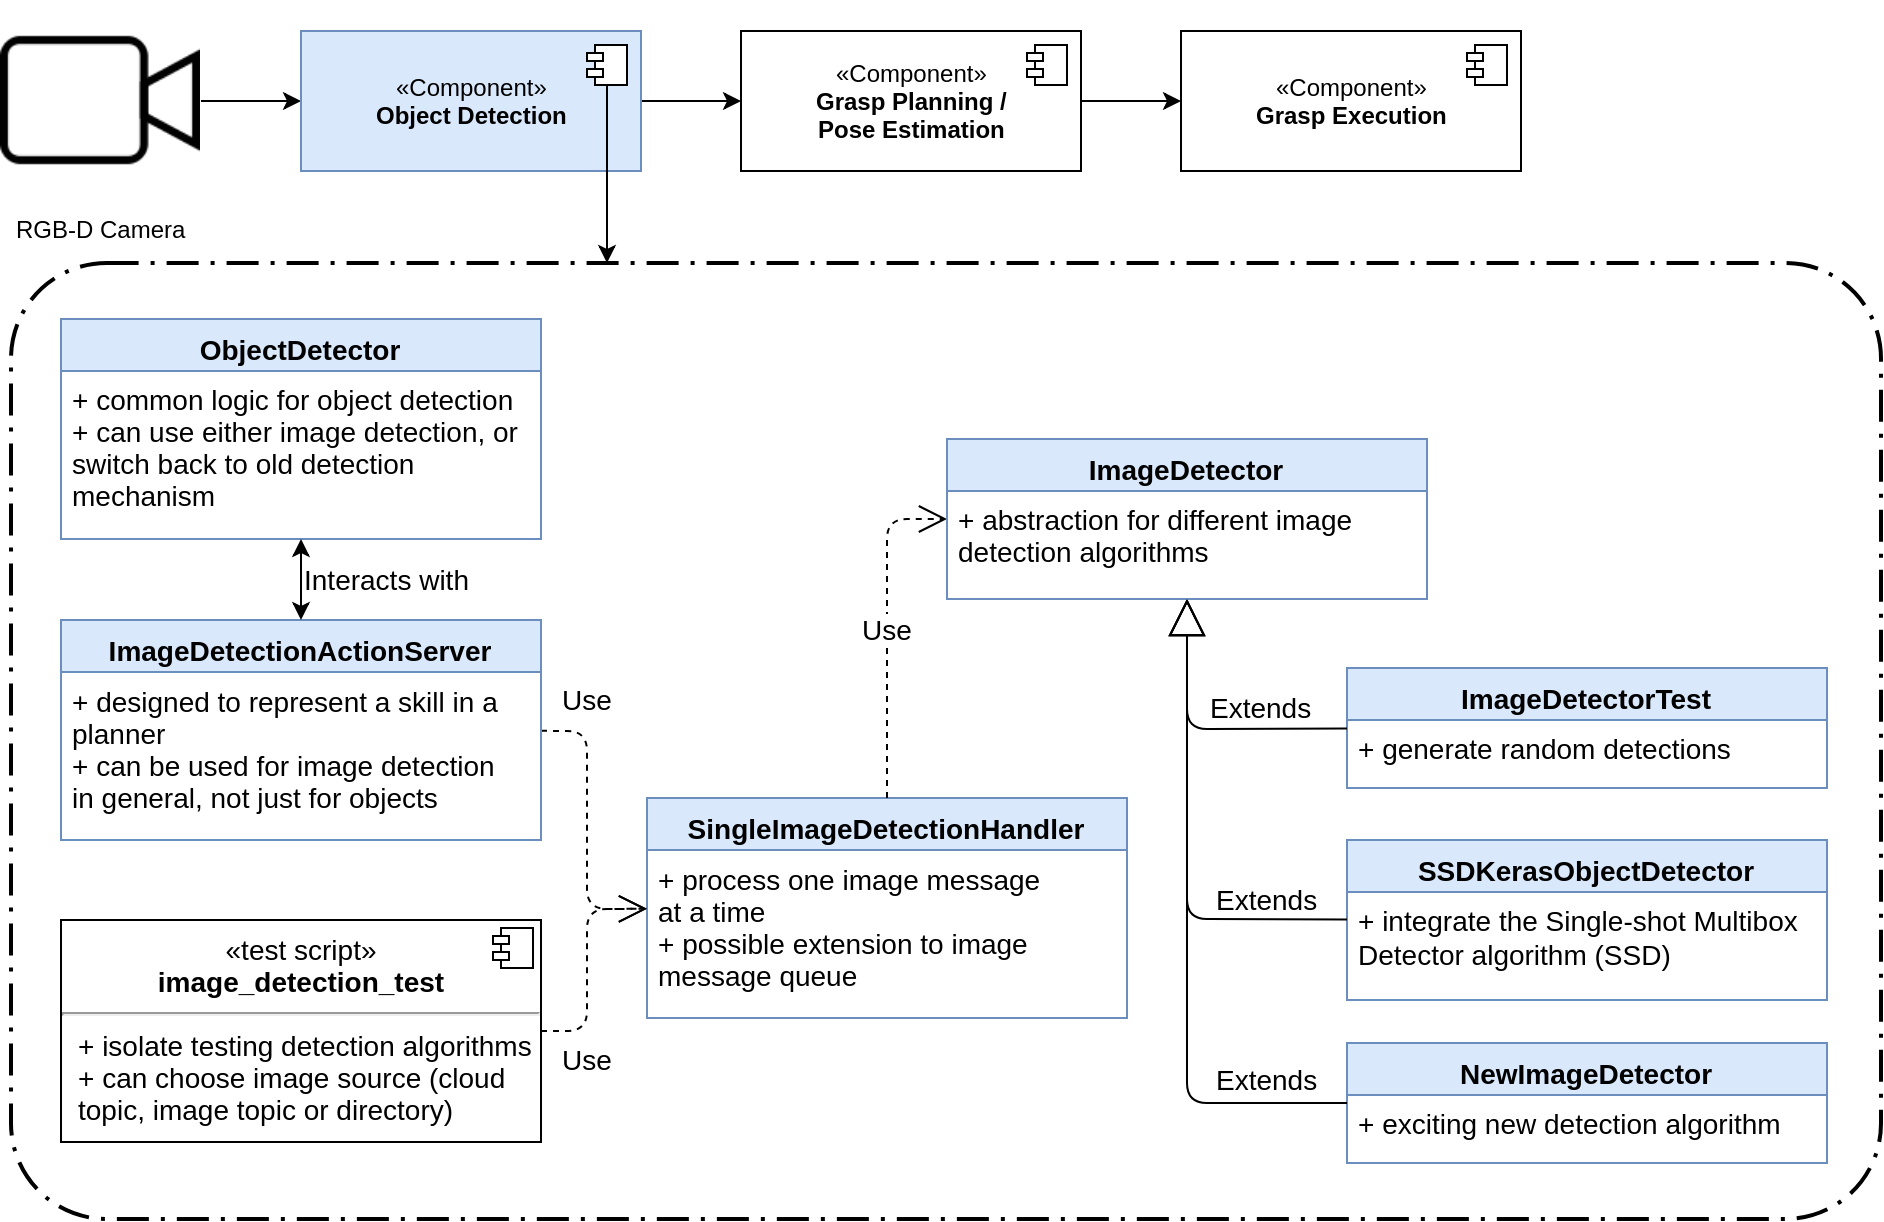 «Component»
Object Detection
«Component»
Grasp Planning /
Pose Estimation
«Component»
Grasp Execution
RGB-D Camera
ObjectDetector
+ common logic for object detection
+ can use either image detection, or
switch back to old detection
mechanism
Interacts with
ImageDetectionActionServer
+ designed to represent a skill in a
planner
+ can be used for image detection
in general, not just for objects
Use
«test script»
image_detection_test
+ isolate testing detection algorithms
+ can choose image source (cloud
topic, image topic or directory)
Use
SingleImageDetectionHandler
+ process one image message
at a time
+ possible extension to image
message queue
Use
ImageDetector
+ abstraction for different image
detection algorithms
Extends
ImageDetectorTest
+ generate random detections
Extends
SSDKerasObjectDetector
+ integrate the Single-shot Multibox
Detector algorithm (SSD)
Extends
NewImageDetector
+ exciting new detection algorithm